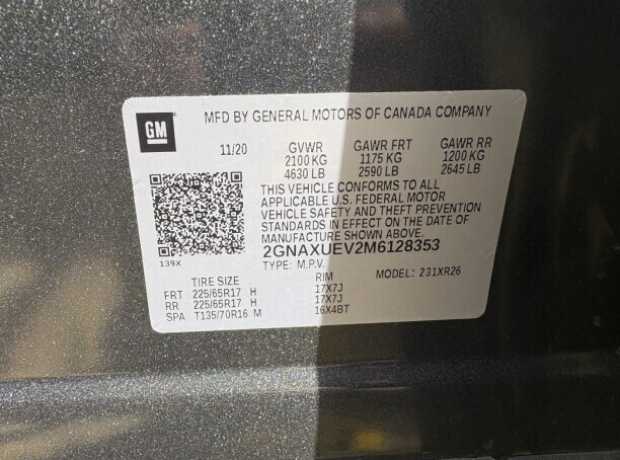 GM
MFD BY GENERAL MOTORS OF CANADA COMPANY
11/20 GVWR GAWR FRT GAWR RR
2100 KG 1175 KG 1200 KG
4630 LB 2590 LB 2645 LB
THIS VEHICLE CONFORMS TO ALL
APPLICABLE U.S. FEDERAL MOTOR
VEHICLE SAFETY AND THEFT PREVENTION
STANDARDS IN EFFECT ON THE DATE OF
MANUFACTURE SHOWN ABOVE.
2GNAXUEV2M6128353
139X
TYPE: M.P.V. MODEL: 231XR26
TIRE SIZE RIM
FRT 225/65R17 H 17X7J
RR 225/65R17 H 17X7J
SPA T135/70R16 M 16X4BT